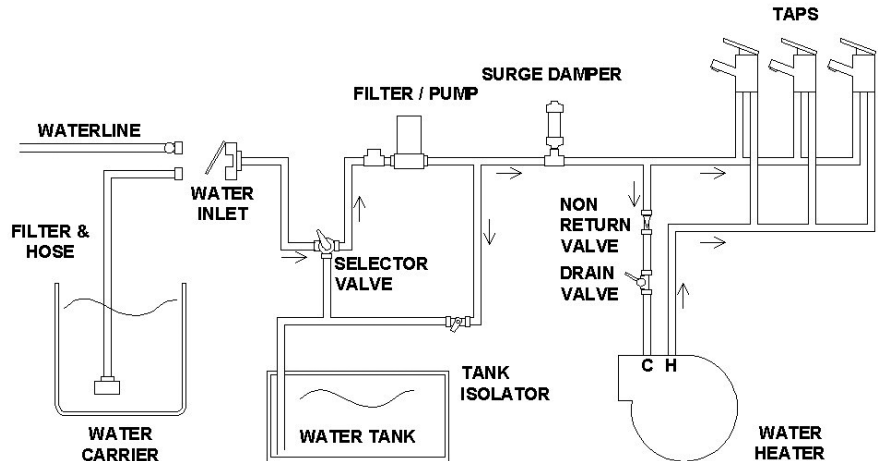 TAPS
SURGE DAMPER
FILTER / PUMP
WATERLINE
WATER
INLET
FILTER &
HOSE
NON
RETURN
VALVE
SELECTOR
VALVE
DRAIN
VALVE
C H
TANK
ISOLATOR
WATER TANK
WATER
CARRIER
WATER
HEATER